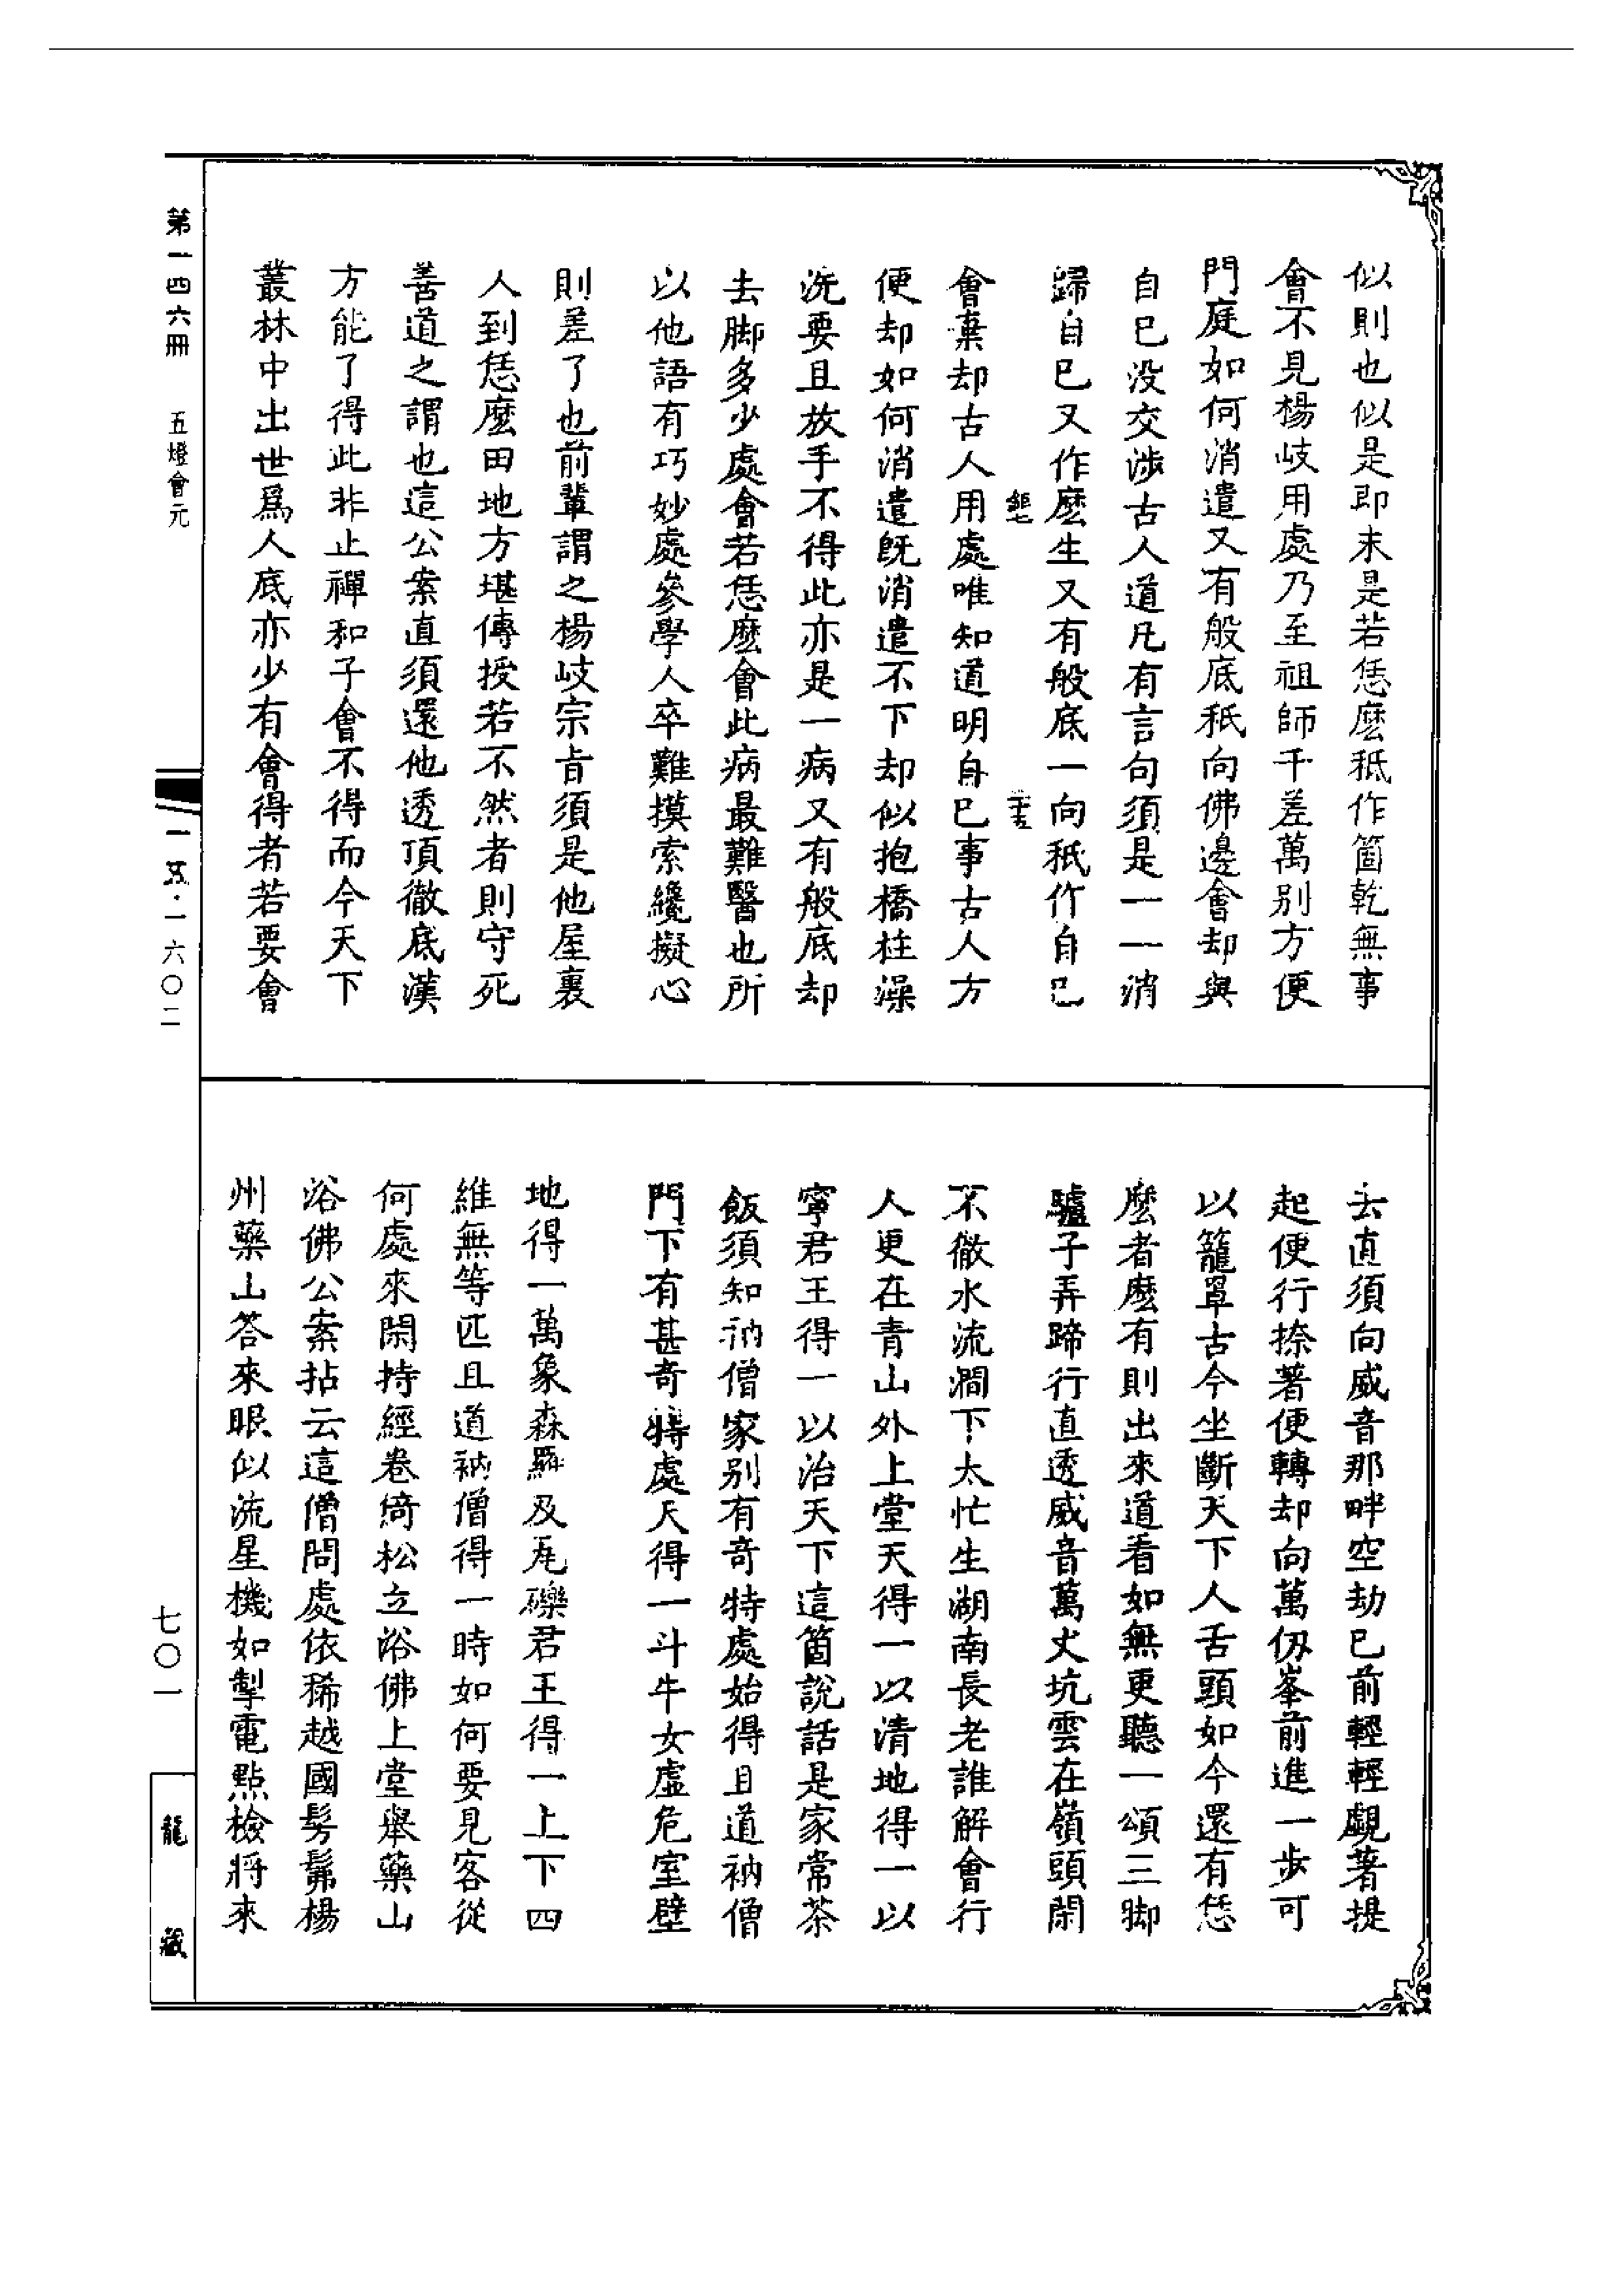 似則也似是即未是若恁麽秖作箇乾無事
會不見楊岐用處乃至祖師千差萬别方便
門庭如何消遣又有般底秖向佛邊會却與
自巳没交涉古人道凡有言句須是一一消
歸自巳又作麽生又有般底一向秖作自巳
會棄却古人用處唯知道明自巳事古人方
便却如何消遣既消遣不下却似抱橋柱澡
洗要且放手不得此亦是一病又有般底却
去脚多少處會若恁麽會此病最難醫也所
以他語有巧妙處參學人卒難摸索纔擬心
則差了也前輩謂之楊岐宗旨須是他屋裏
人到恁麽田地方堪傳授若不然者則守死
善道之謂也這公案直須還他透頂徹底漢
方能了得此非止禪和子會不得而今天下
叢林中出世爲人底亦少有會得者若要會
去直須向威音那畔空劫已前輕輕覷著提
起便行捺著便轉却向萬仭峯前進一步可
以籠罩古今坐斷天下人舌頭如今還有恁
麽者麽有則出來道看如無更聽一頌三脚
驢子弄蹄行直透威音萬丈坑雲在嶺頭閑
不徹水流澗下太忙生湖南長老誰解會行
人更在青山外上堂天得一以清地得一以
寧君王得一以治天下這箇説話是家常茶
飯須知衲僧家别有竒特處始得且道衲僧
門下有甚奇特處天得一斗牛女虛危室壁
地得一萬象森羅及瓦礫君王得一上下四
維無等匹且道衲僧得一時如何要見客從
何處來閑持經卷倚松立浴佛上堂舉藥山
浴佛公案拈云這僧問處依稀越國髣髴楊
州藥山答來眼似流星機如掣電點檢將來
第一四六冊　五燈會元
一五·一六〇二
七〇一
龍藏